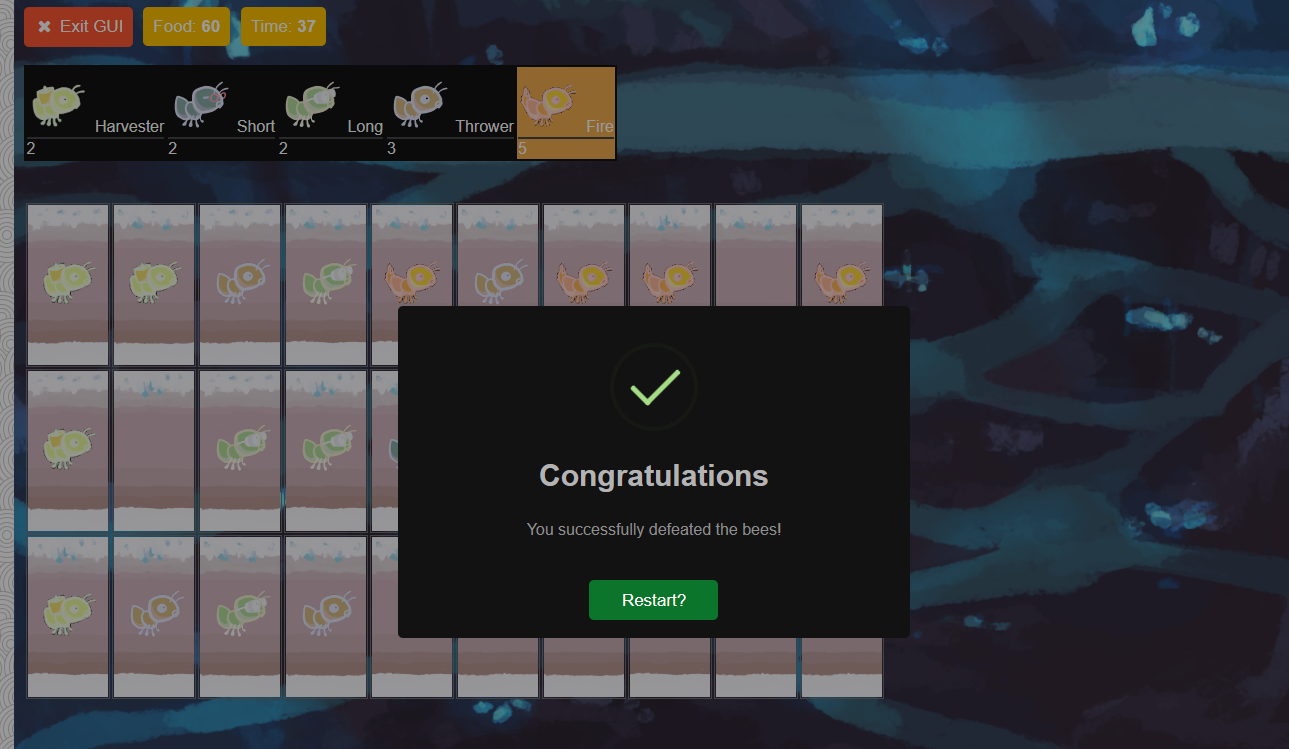 ✖ Exit GUI Food: 60 Time: 37
Harvester Short Long Thrower Fire
2 2 2 3 5
Congratulations
You successfully defeated the bees!
Restart?